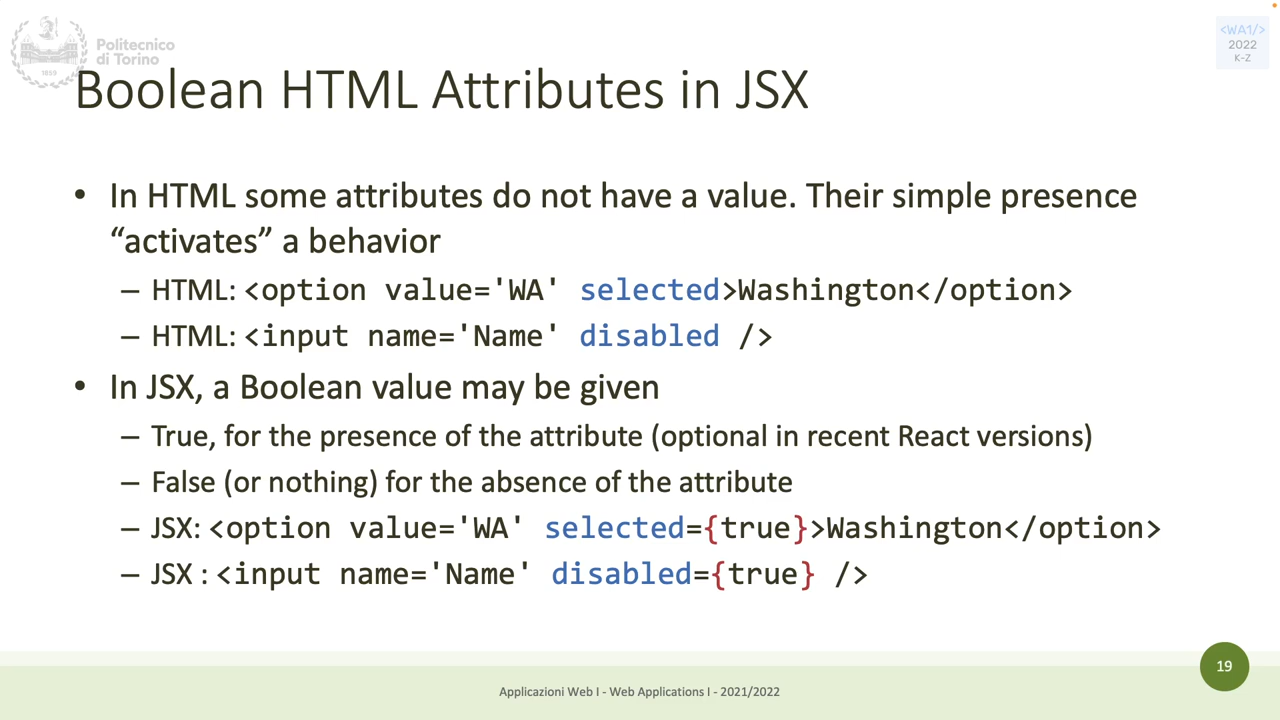 Politecnico
di Torino
1859
<WA1/>
2022
K-Z
Boolean HTML Attributes in JSX
• In HTML some attributes do not have a value. Their simple presence
“activates” a behavior
– HTML: <option value='WA' selected>Washington</option>
– HTML: <input name='Name' disabled />
• In JSX, a Boolean value may be given
– True, for the presence of the attribute (optional in recent React versions)
– False (or nothing) for the absence of the attribute
– JSX: <option value='WA' selected={true}>Washington</option>
– JSX : <input name='Name' disabled={true} />
19
Applicazioni Web I - Web Applications I - 2021/2022